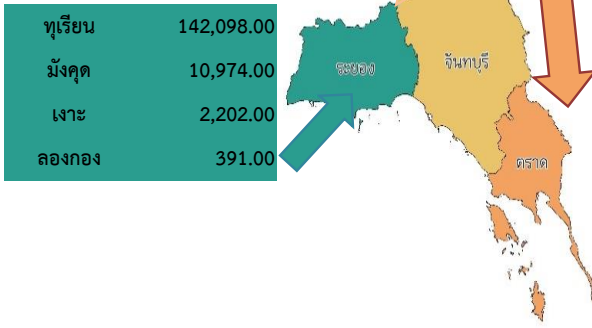 ทุเรียน 142,098.00
มังคุด 10,974.00
เงาะ 2,202.00
ลองกอง 391.00
ระยอง
จันทบุรี
ตราด